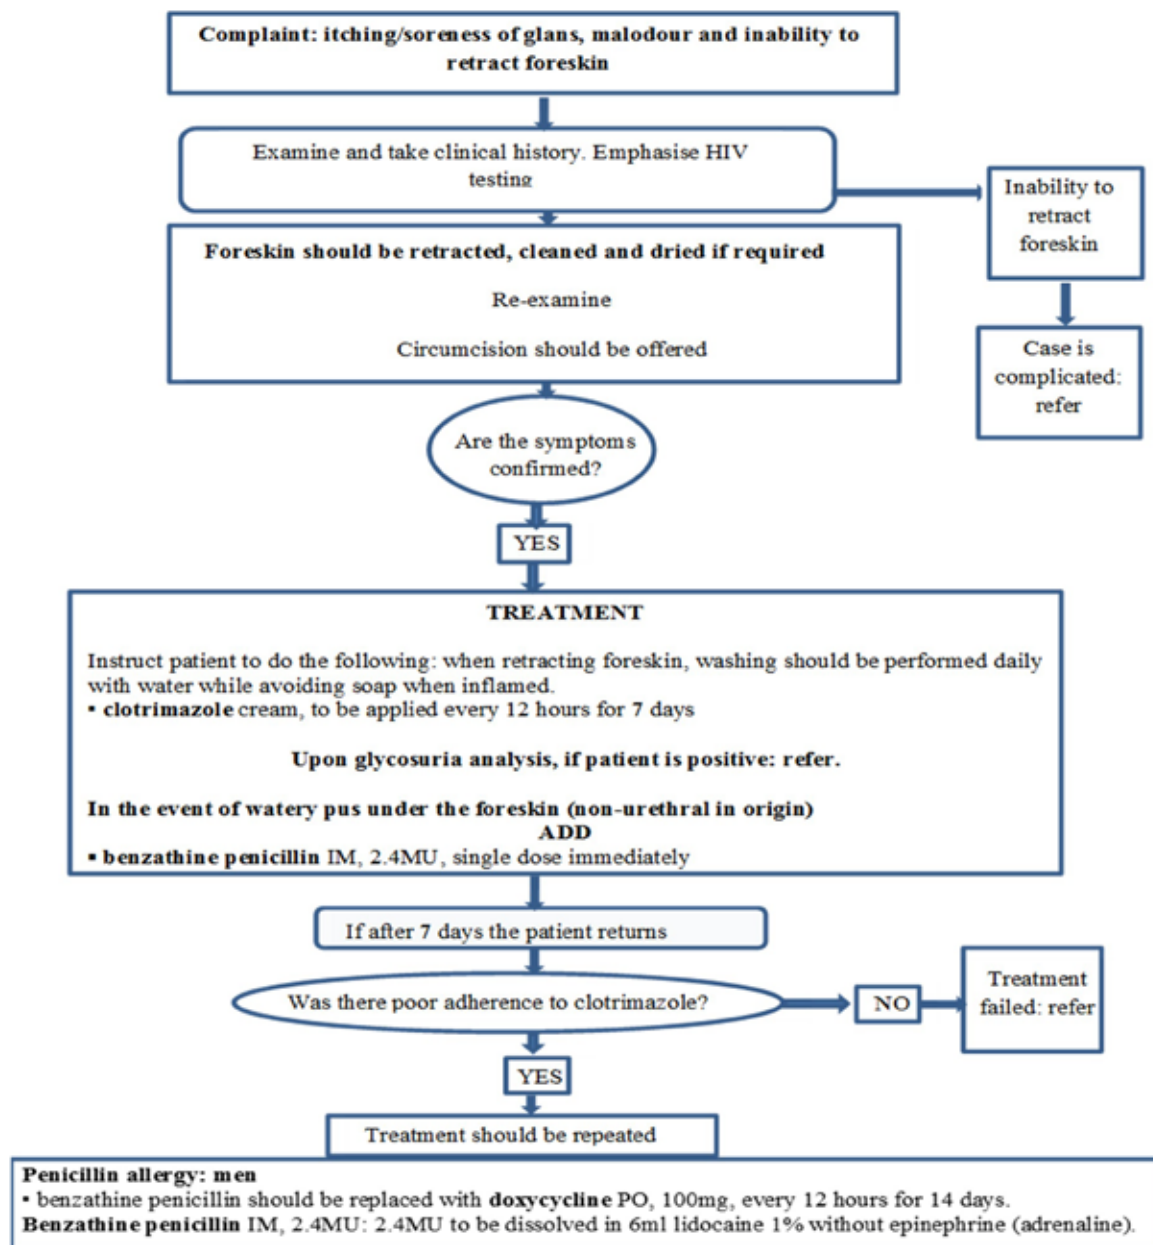 Complaint: itching/soreness of glans, malodour and inability to
retract foreskin
Examine and take clinical history. Emphasise HIV
testing
Inability to
retract
foreskin
Foreskin should be retracted, cleaned and dried if required
Re-examine
Circumcision should be offered
Case is
complicated:
refer
Are the symptoms
confirmed?
YES
TREATMENT
Instruct patient to do the following: when retracting foreskin, washing should be performed daily
with water while avoiding soap when inflamed.
▪ clotrimazole cream, to be applied every 12 hours for 7 days
Upon glycosuria analysis, if patient is positive: refer.
In the event of watery pus under the foreskin (non-urethral in origin)
ADD
▪ benzathine penicillin IM, 2.4MU, single dose immediately
If after 7 days the patient returns
Was there poor adherence to clotrimazole?
NO
Treatment
failed: refer
YES
Treatment should be repeated
Penicillin allergy: men
▪ benzathine penicillin should be replaced with doxycycline PO, 100mg, every 12 hours for 14 days.
Benzathine penicillin IM, 2.4MU: 2.4MU to be dissolved in 6ml lidocaine 1% without epinephrine (adrenaline).